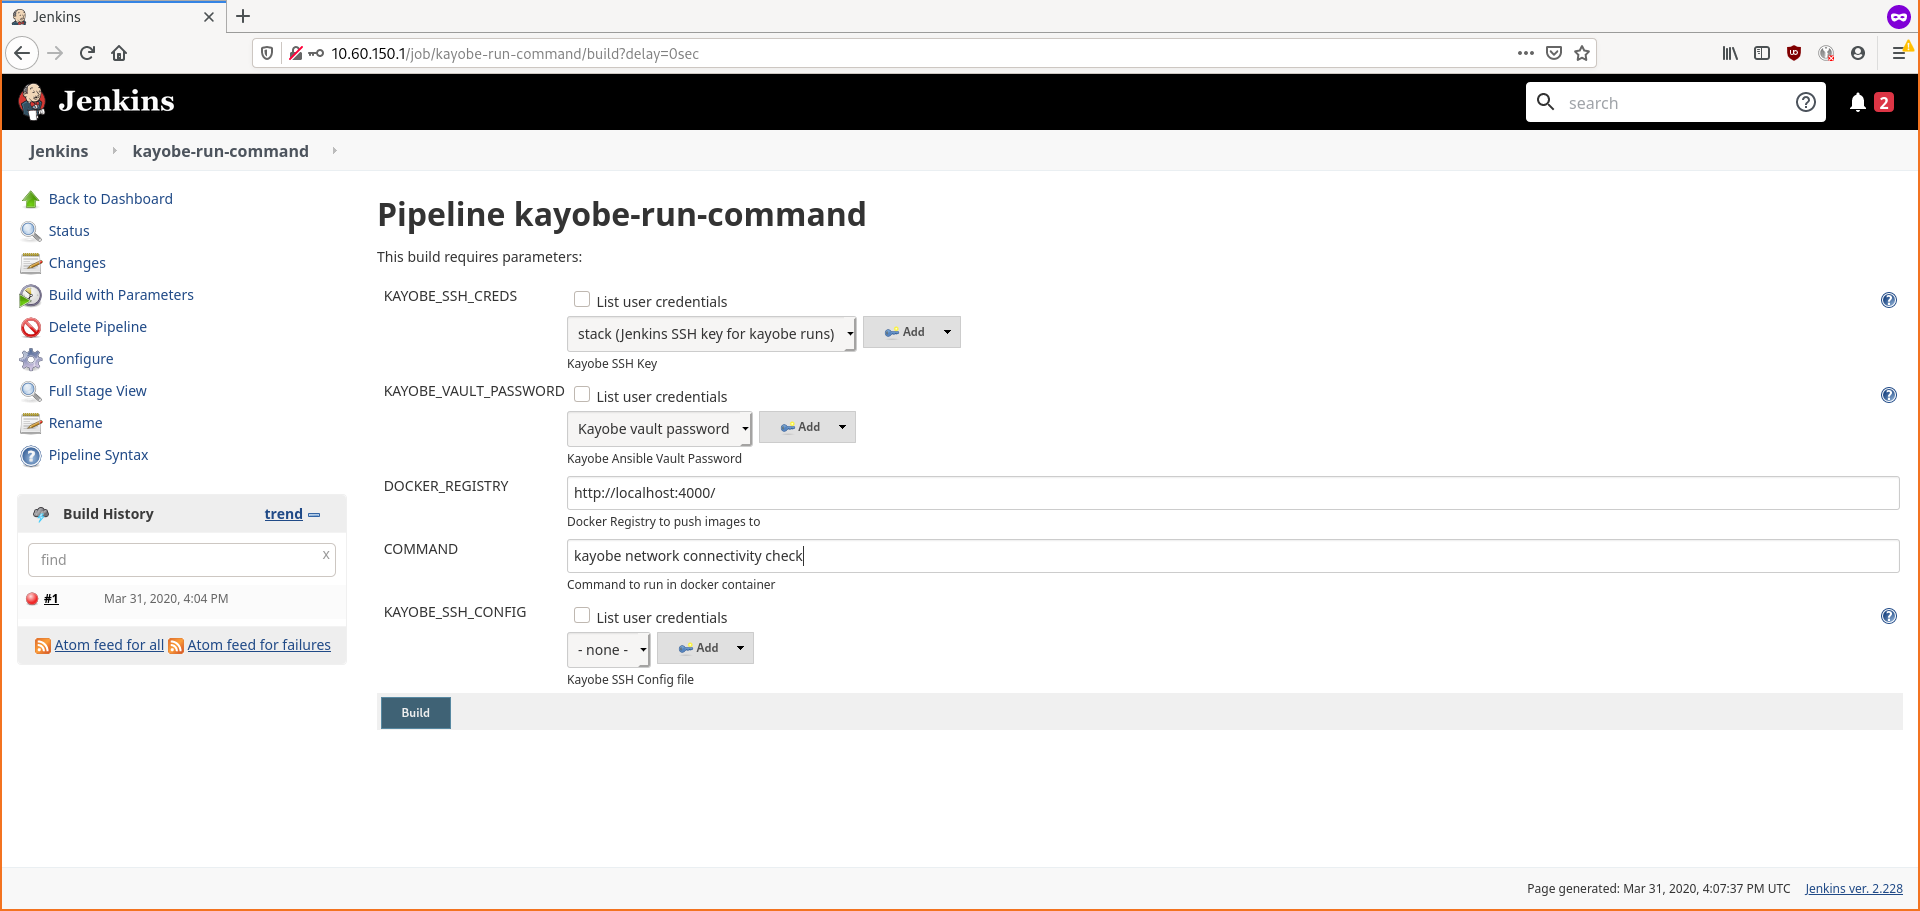 Jenkins
10.60.150.1/job/kayobe-run-command/build?delay=0sec
Jenkins
search
2
Jenkins
kayobe-run-command
Back to Dashboard
Status
Changes
Build with Parameters
Delete Pipeline
Configure
Full Stage View
Rename
Pipeline Syntax
Build History
trend
find
x
#1 Mar 31, 2020, 4:04 PM
Atom feed for all Atom feed for failures
Pipeline kayobe-run-command
This build requires parameters:
KAYOBE_SSH_CREDS
List user credentials
stack (Jenkins SSH key for kayobe runs)
Add
Kayobe SSH Key
KAYOBE_VAULT_PASSWORD
List user credentials
Kayobe vault password
Add
Kayobe Ansible Vault Password
DOCKER_REGISTRY
http://localhost:4000/
Docker Registry to push images to
COMMAND
kayobe network connectivity check
Command to run in docker container
KAYOBE_SSH_CONFIG
List user credentials
- none -
Add
Kayobe SSH Config file
Build
Page generated: Mar 31, 2020, 4:07:37 PM UTC
Jenkins ver. 2.228